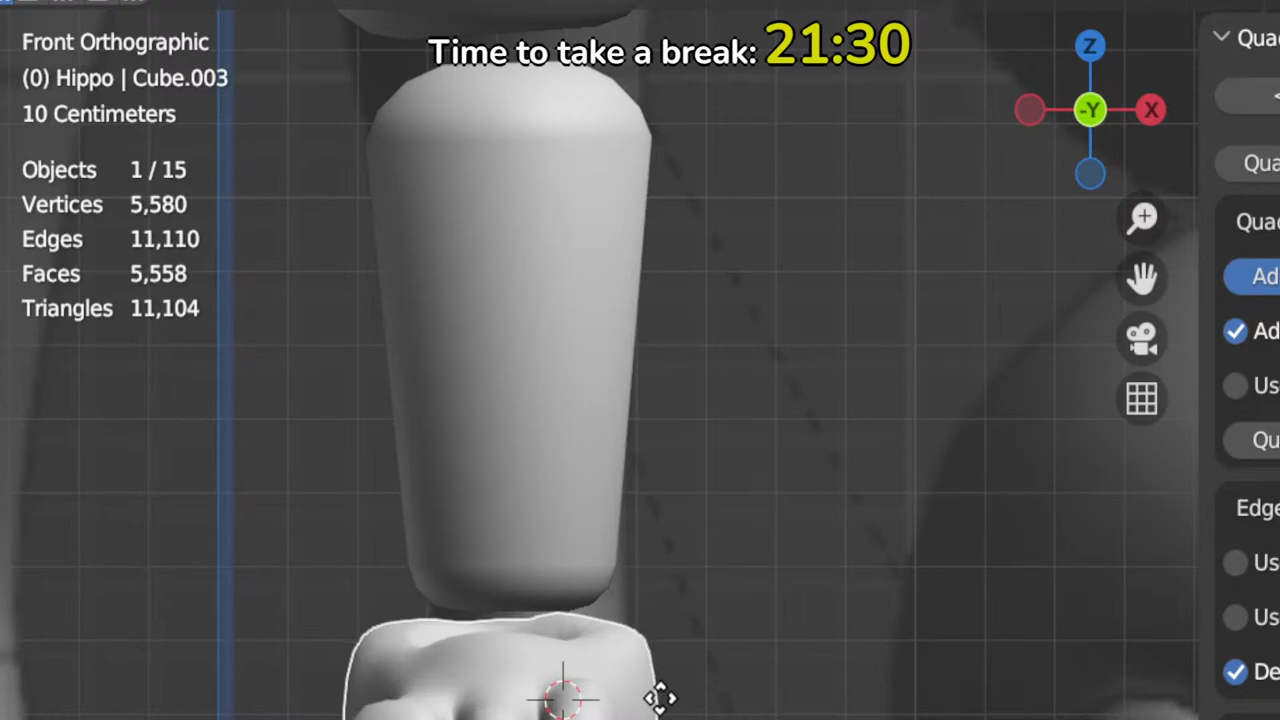 Time to take a break: 21:30
Front Orthographic
(0) Hippo | Cube.003
10 Centimeters
Objects 1 / 15
Vertices 5,580
Edges 11,110
Faces 5,558
Triangles 11,104
Z
-Y
X